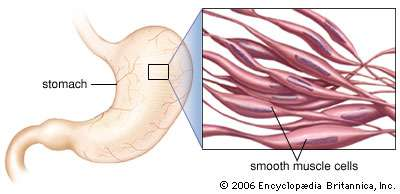 stomach
smooth muscle cells
© 2006 Encyclopædia Britannica, Inc.